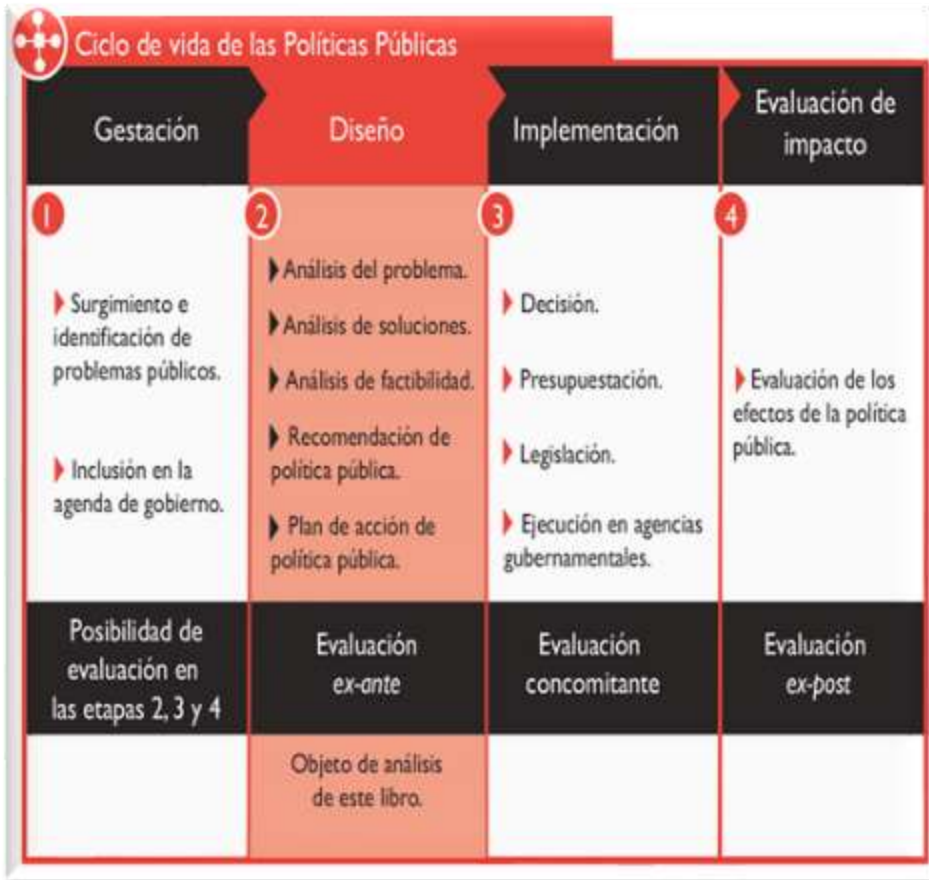 Ciclo de vida de las Políticas Públicas
Gestación
Diseño
Implementación
Evaluación de
impacto
1
Surgimiento e
identificación de
problemas públicos.
Inclusión en la
agenda de gobierno.
2
Análisis del problema.
Análisis de soluciones.
Análisis de factibilidad.
Recomendación de
política pública.
Plan de acción de
política pública.
3
Decisión.
Presupuestación.
Legislación.
Ejecución en agencias
gubernamentales.
4
Evaluación de los
efectos de la política
pública.
Posibilidad de
evaluación en
las etapas 2, 3 y 4
Evaluación
ex-ante
Evaluación
concomitante
Evaluación
ex-post
Objeto de análisis
de este libro.